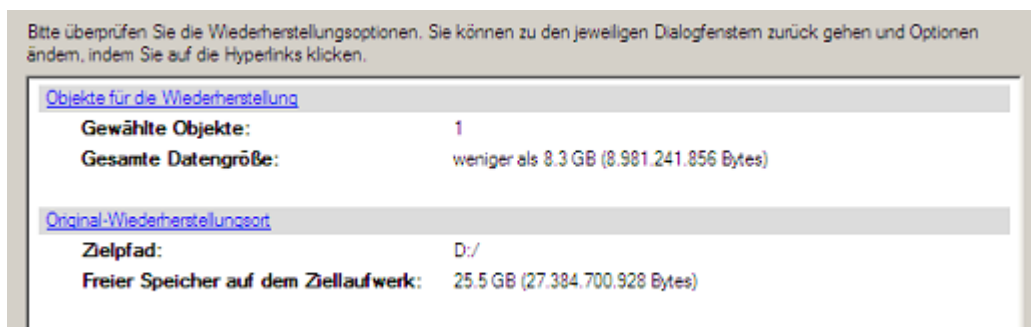 Bitte überprüfen Sie die Wiederherstellungsoptionen. Sie können zu den jeweiligen Dialogfenstern zurück gehen und Optionen
ändern, indem Sie auf die Hyperlinks klicken.
Objekte für die Wiederherstellung
Gewählte Objekte: 1
Gesamte Datengröße: weniger als 8.3 GB (8.981.241.856 Bytes)
Original-Wiederherstellungsort
Zielpfad: D:/
Freier Speicher auf dem Ziellaufwerk: 25.5 GB (27.384.700.928 Bytes)